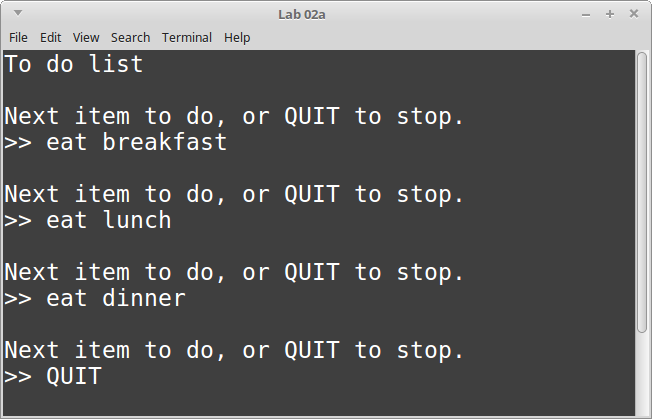 Lab 02a
File Edit View Search Terminal Help
To do list
Next item to do, or QUIT to stop.
>> eat breakfast
Next item to do, or QUIT to stop.
>> eat lunch
Next item to do, or QUIT to stop.
>> eat dinner
Next item to do, or QUIT to stop.
>> QUIT